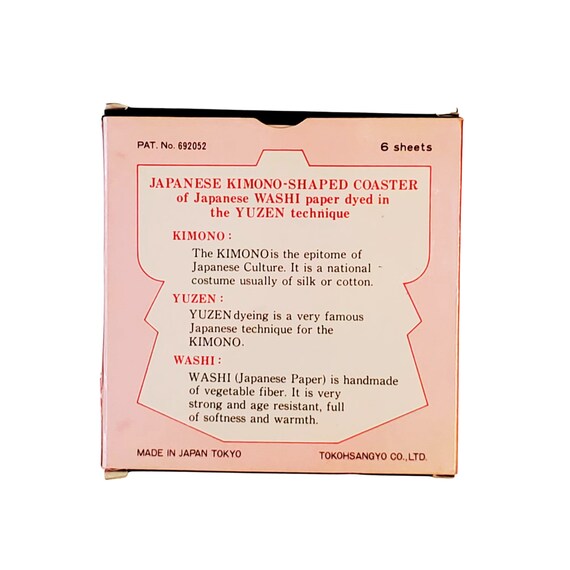 PAT. No. 692052 6 sheets
JAPANESE KIMONO-SHAPED COASTER
of Japanese WASHI paper dyed in
the YUZEN technique
KIMONO:
The KIMONO is the epitome of
Japanese Culture. It is a national
costume usually of silk or cotton.
YUZEN:
YUZEN dyeing is a very famous
Japanese technique for the
KIMONO.
WASHI:
WASHI (Japanese Paper) is handmade
of vegetable fiber. It is very
strong and age resistant, full
of softness and warmth.
MADE IN JAPAN TOKYO TOKOHSANGYO CO.,LTD.